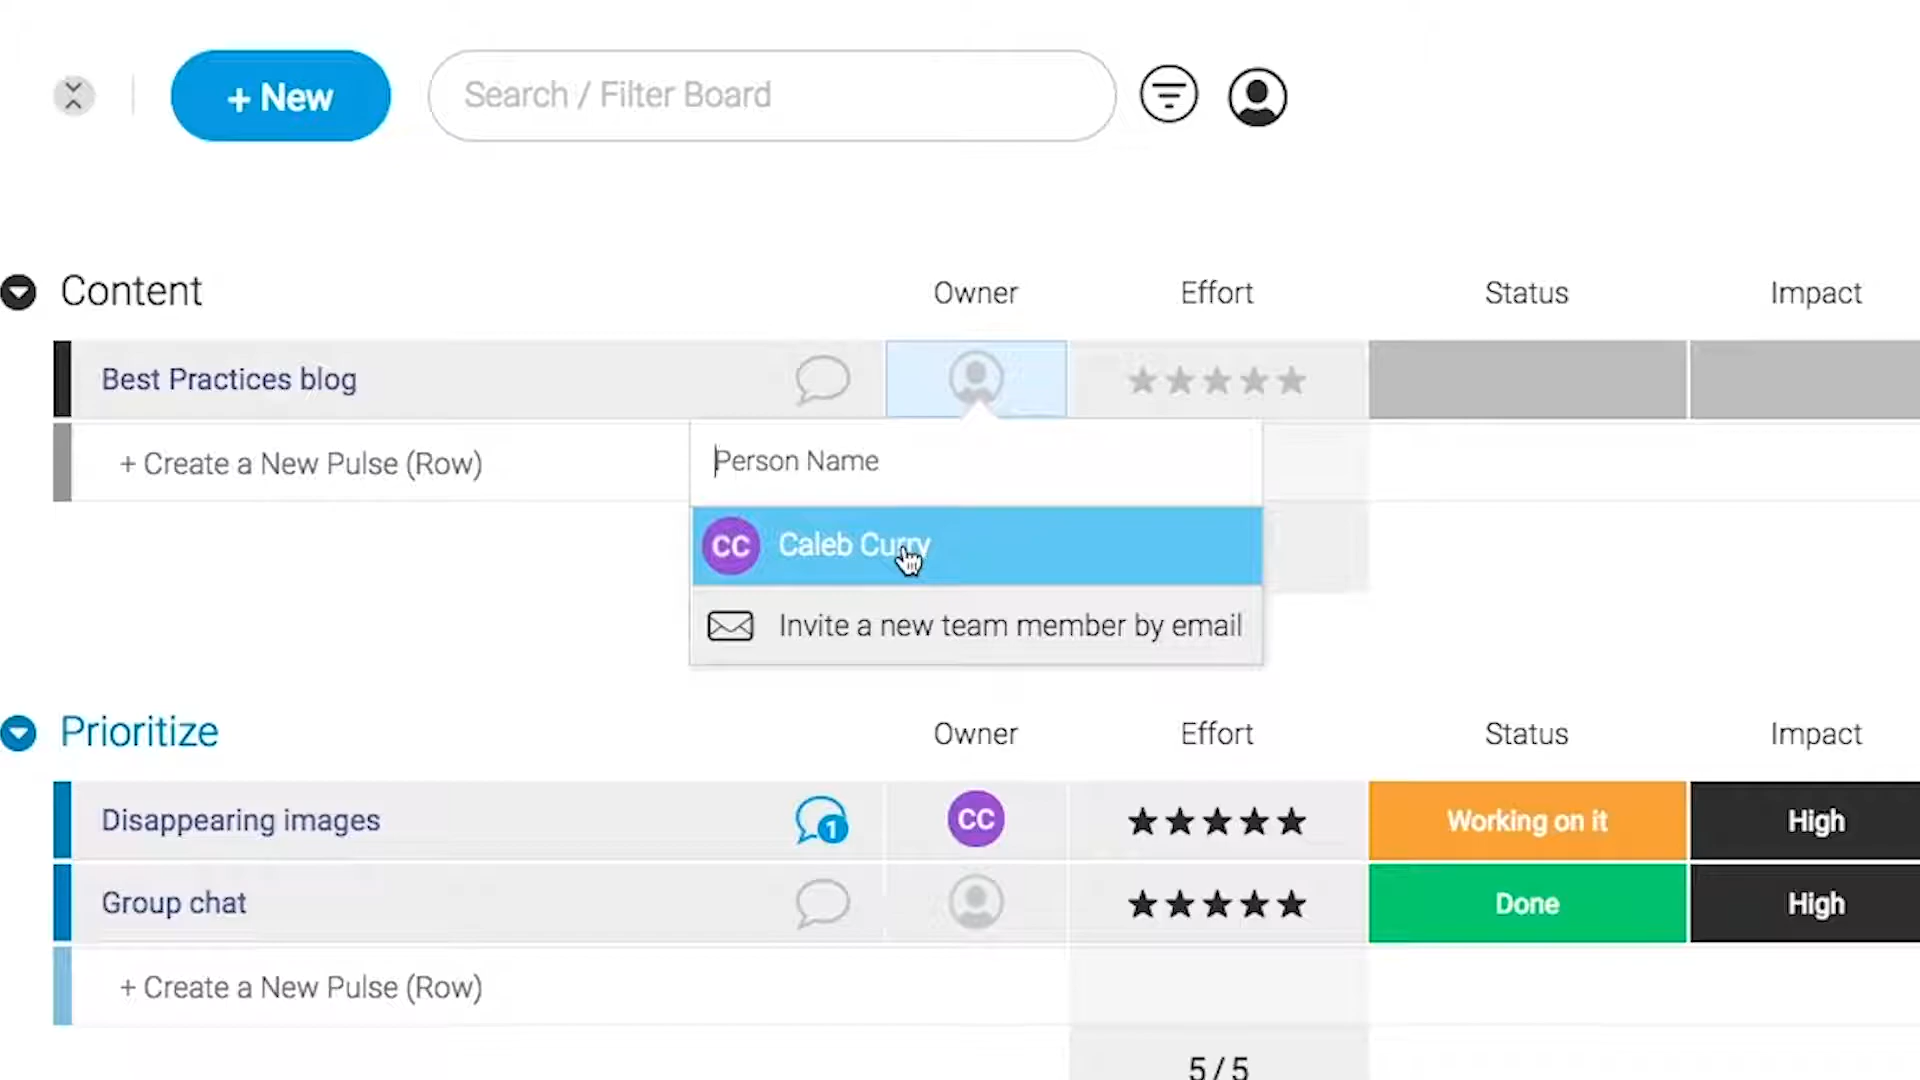 + New
Search / Filter Board
Content Owner Effort Status Impact
Best Practices blog
+ Create a New Pulse (Row)
Person Name
CC Caleb Curry
Invite a new team member by email
Prioritize Owner Effort Status Impact
Disappearing images 1 CC Working on it High
Group chat Done High
+ Create a New Pulse (Row)
5 / 5